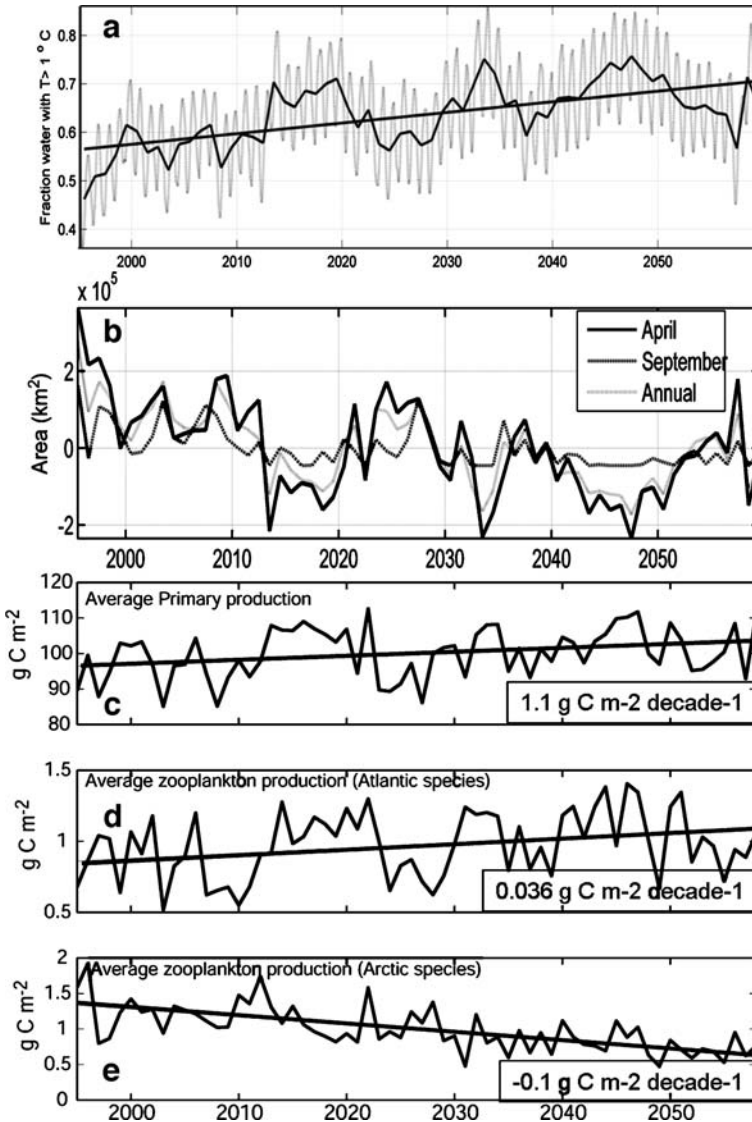 a
Fraction water with T> 1 ° C
0.8
0.7
0.6
0.5
0.4
2000 2010 2020 2030 2040 2050
x 10^5
b
Area (km²)
2
0
-2
April
September
Annual
2000 2010 2020 2030 2040 2050
Average Primary production
g C m-2
120
110
100
90
80
c
1.1 g C m-2 decade-1
Average zooplankton production (Atlantic species)
g C m-2
1.5
1
0.5
d
0.036 g C m-2 decade-1
Average zooplankton production (Arctic species)
g C m-2
2
1.5
1
0.5
0
e
-0.1 g C m-2 decade-1
2000 2010 2020 2030 2040 2050